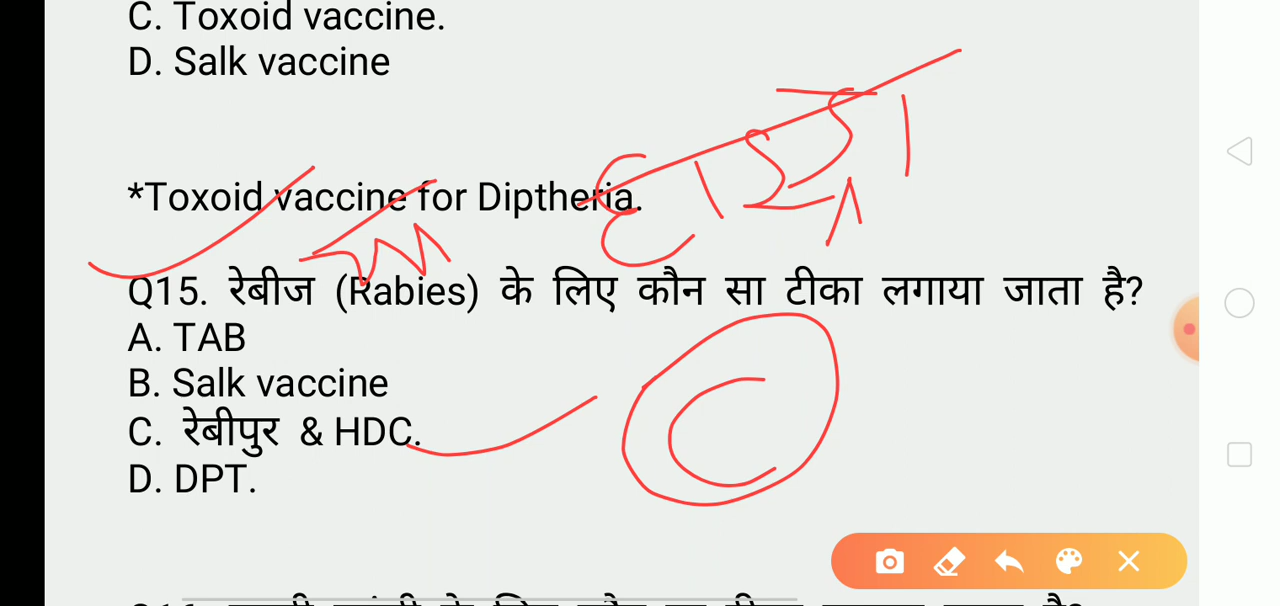 C. Toxoid vaccine.
D. Salk vaccine
*Toxoid vaccine for Diptheria.
Q15. रेबीज (Rabies) के लिए कौन सा टीका लगाया जाता है?
A. TAB
B. Salk vaccine
C. रेबीपुर & HDC.
D. DPT.
C